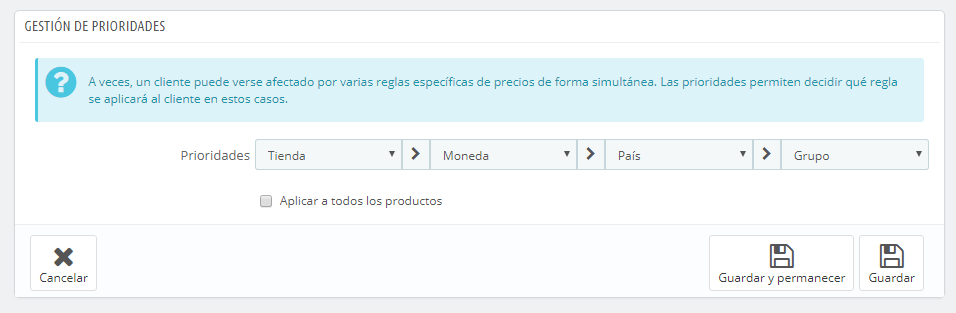 GESTIÓN DE PRIORIDADES
A veces, un cliente puede verse afectado por varias reglas específicas de precios de forma simultánea. Las prioridades permiten decidir qué regla
se aplicará al cliente en estos casos.
Prioridades Tienda Moneda País Grupo
Aplicar a todos los productos
Cancelar Guardar y permanecer Guardar